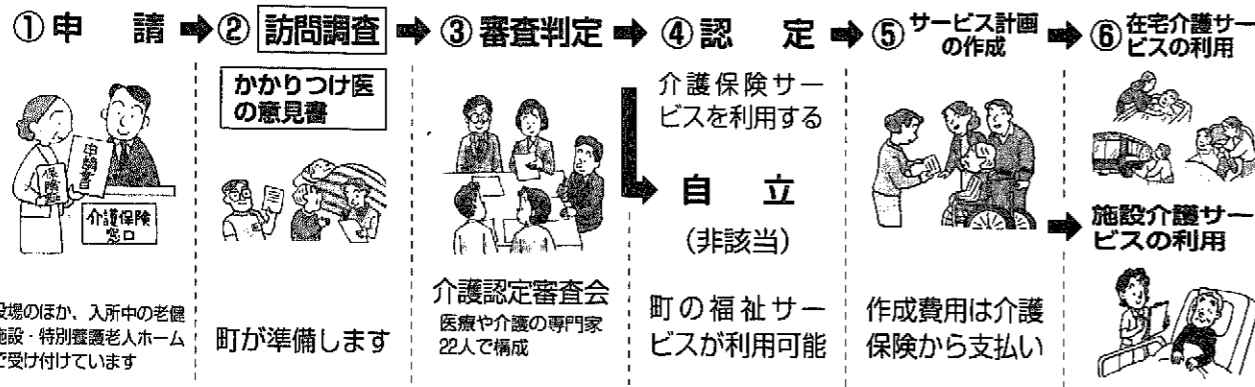 ①申　請 ➡ ② 訪問調査 ➡ ③ 審査判定 ➡ ④ 認　定 ➡ ⑤ サービス計画の作成 ➡ ⑥ 在宅介護サービスの利用
かかりつけ医
の意見書
申請書
保険証
介護保険
窓口
役場のほか、入所中の老健
施設・特別養護老人ホーム
で受け付けています
町が準備します
介護認定審査会
医療や介護の専門家
22人で構成
介護保険サー
ビスを利用する
自　立
(非該当)
町の福祉サー
ビスが利用可能
作成費用は介護
保険から支払い
施設介護サー
ビスの利用